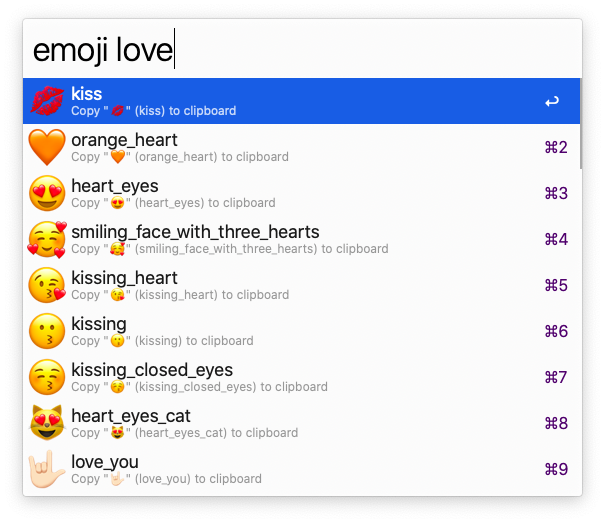 emoji love
kiss
Copy "💋" (kiss) to clipboard
↩
orange_heart
Copy "🧡" (orange_heart) to clipboard
⌘2
heart_eyes
Copy "😍" (heart_eyes) to clipboard
⌘3
smiling_face_with_three_hearts
Copy "🥰" (smiling_face_with_three_hearts) to clipboard
⌘4
kissing_heart
Copy "😘" (kissing_heart) to clipboard
⌘5
kissing
Copy "😗" (kissing) to clipboard
⌘6
kissing_closed_eyes
Copy "😚" (kissing_closed_eyes) to clipboard
⌘7
heart_eyes_cat
Copy "😻" (heart_eyes_cat) to clipboard
⌘8
love_you
Copy "🤟🏻" (love_you) to clipboard
⌘9